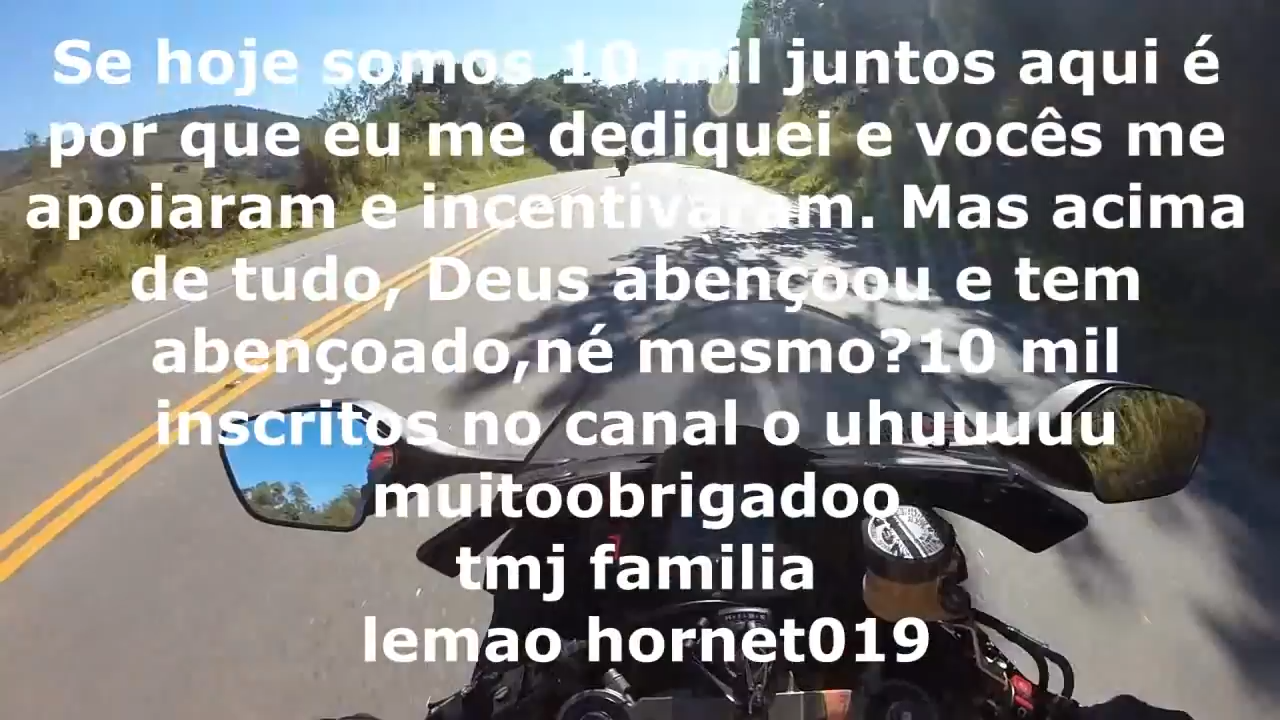 Se hoje somos 10 mil juntos aqui é
por que eu me dediquei e vocês me
apoiaram e incentivaram. Mas acima
de tudo, Deus abençoou e tem
abençoado,né mesmo?10 mil
inscritos no canal o uhuuuuu
muitoobrigadoo
tmj familia
lemao hornet019